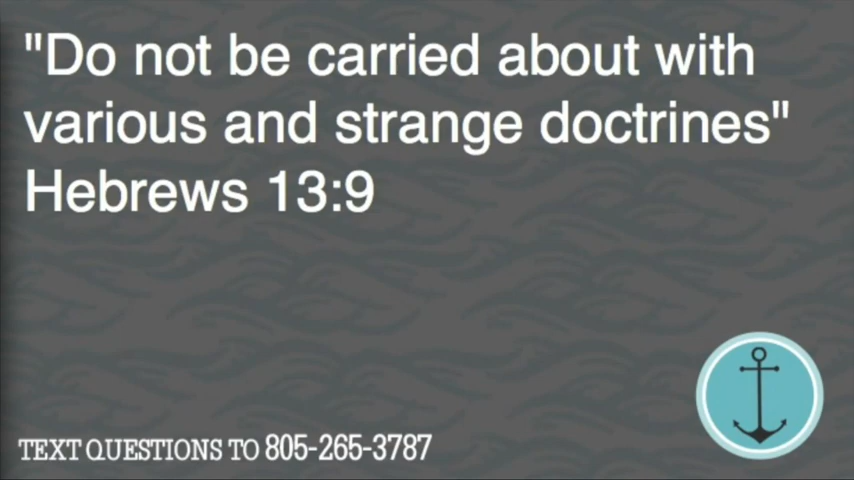 "Do not be carried about with
various and strange doctrines"
Hebrews 13:9
TEXT QUESTIONS TO 805-265-3787